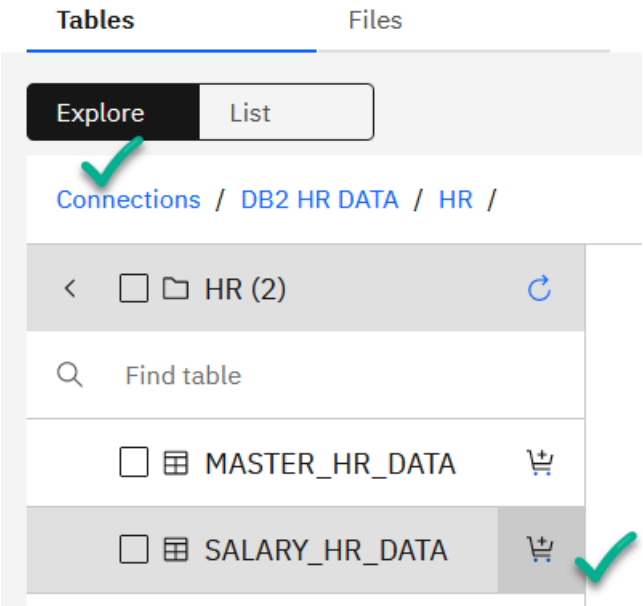 Tables Files
Explore List
Connections / DB2 HR DATA / HR /
HR (2)
Find table
MASTER_HR_DATA
SALARY_HR_DATA